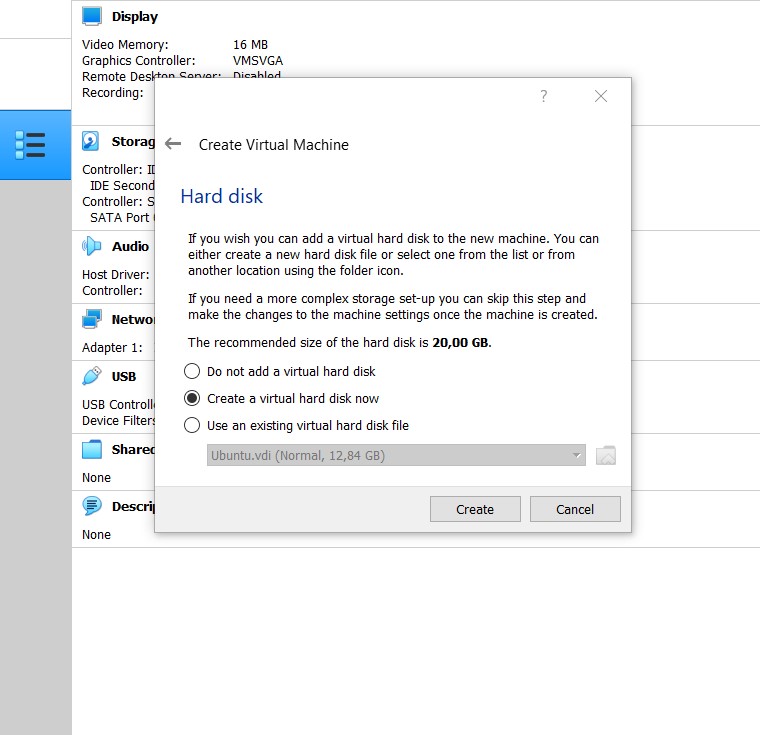 Display
Video Memory: 16 MB
Graphics Controller: VMSVGA
Remote Desktop Server: Disabled
Recording:
?
Create Virtual Machine
Hard disk
If you wish you can add a virtual hard disk to the new machine. You can
either create a new hard disk file or select one from the list or from
another location using the folder icon.
If you need a more complex storage set-up you can skip this step and
make the changes to the machine settings once the machine is created.
The recommended size of the hard disk is 20,00 GB.
Do not add a virtual hard disk
Create a virtual hard disk now
Use an existing virtual hard disk file
Ubuntu.vdi (Normal, 12,84 GB)
Create Cancel
Storag
Controller: ID
IDE Second
Controller: S
SATA Port
Audio
Host Driver:
Controller:
Networ
Adapter 1:
USB
USB Controlle
Device Filters
Shared
None
Descrip
None